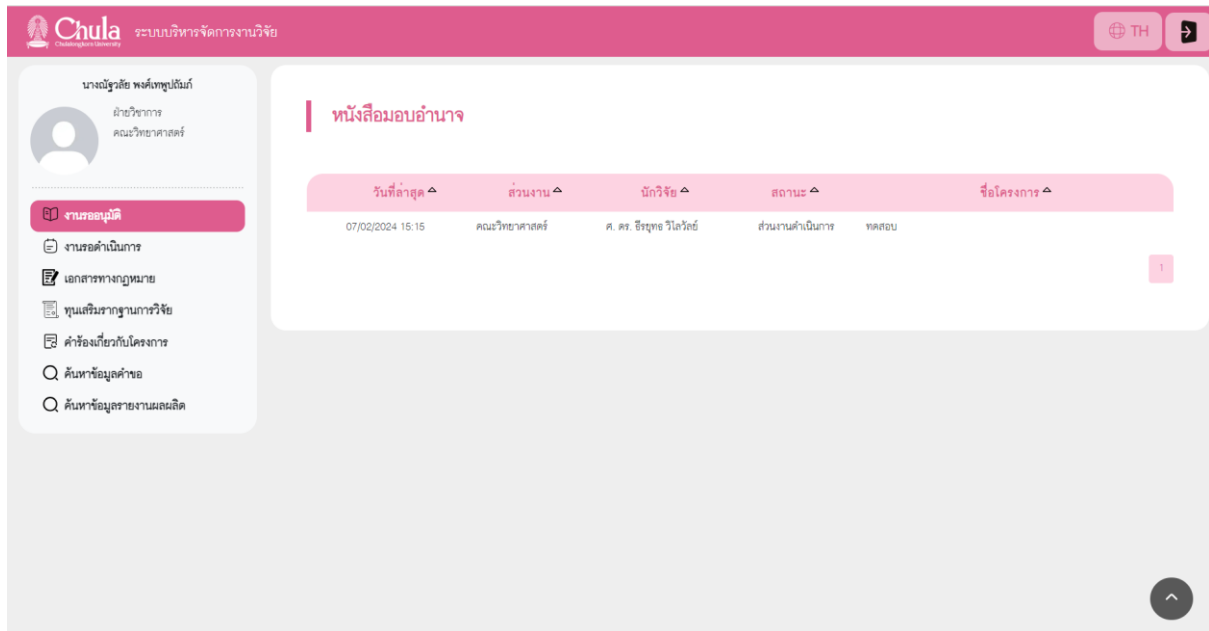 Chula
Chulalongkorn University
ระบบบริหารจัดการงานวิจัย
TH
นางณัฐวลัย พงศ์เทพูปถัมภ์
ฝ่ายวิชาการ
คณะวิทยาศาสตร์
งานรออนุมัติ
งานรอดำเนินการ
เอกสารทางกฎหมาย
ทุนเสริมรากฐานการวิจัย
คำร้องเกี่ยวกับโครงการ
ค้นหาข้อมูลคำขอ
ค้นหาข้อมูลรายงานผลผลิต
หนังสือมอบอำนาจ
วันที่ล่าสุด ส่วนงาน นักวิจัย สถานะ ชื่อโครงการ
07/02/2024 15:15 คณะวิทยาศาสตร์ ศ. ดร. ธีรยุทธ วิไลวัลย์ ส่วนงานดำเนินการ ทดสอบ
1